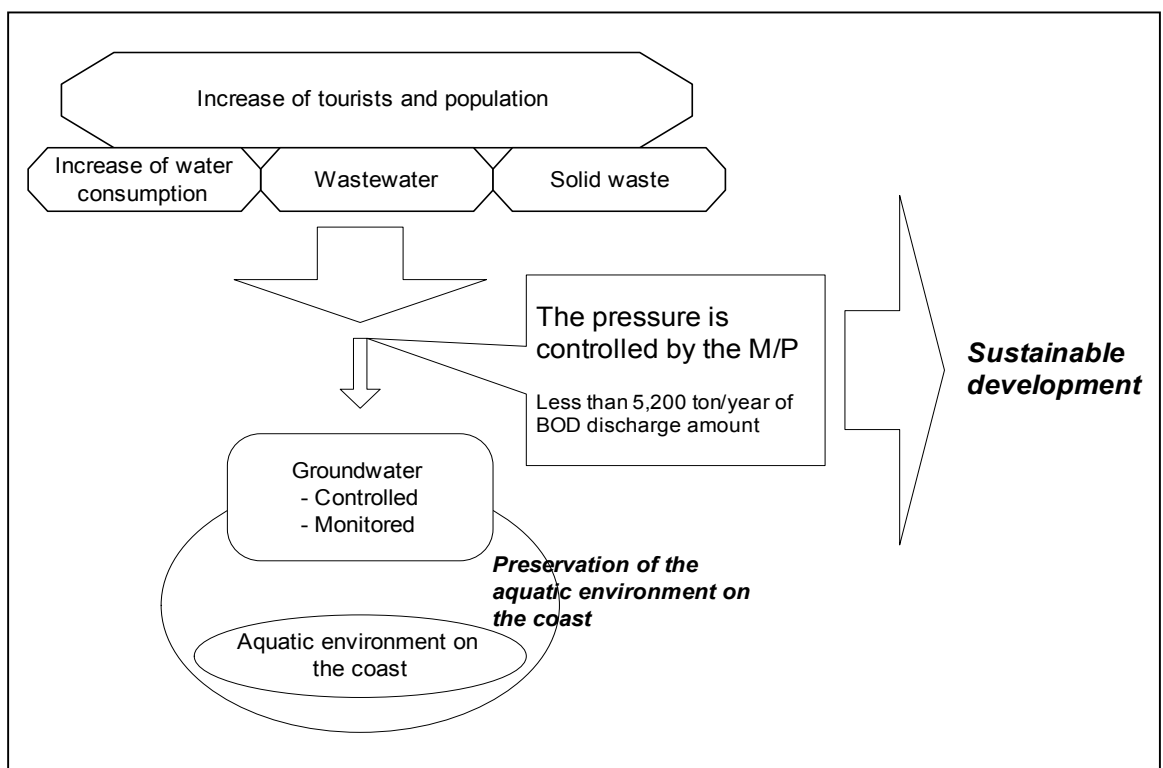 Increase of tourists and population
Increase of water
consumption
Wastewater
Solid waste
The pressure is
controlled by the M/P
Less than 5,200 ton/year of
BOD discharge amount
Sustainable
development
Groundwater
- Controlled
- Monitored
Preservation of the
aquatic environment on
the coast
Aquatic environment on
the coast